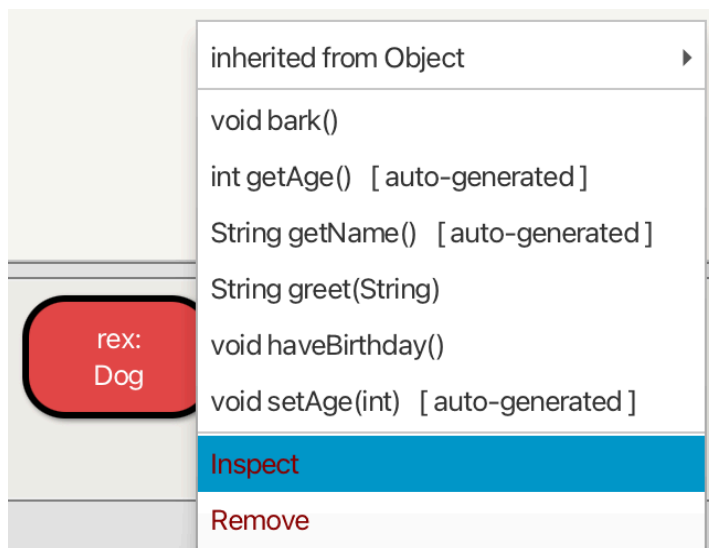 inherited from Object
void bark()
int getAge() [ auto-generated ]
String getName() [ auto-generated ]
String greet(String)
rex:
Dog
void haveBirthday()
void setAge(int) [ auto-generated ]
Inspect
Remove